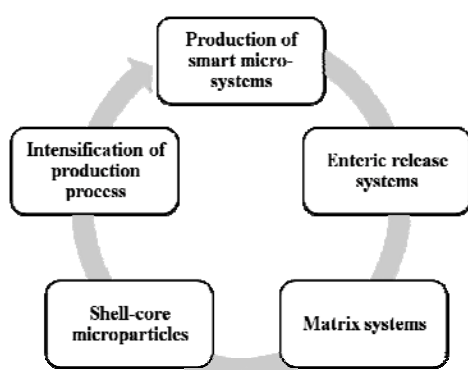 Production of
smart micro-
systems
Enteric release
systems
Matrix systems
Shell-core
microparticles
Intensification of
production
process